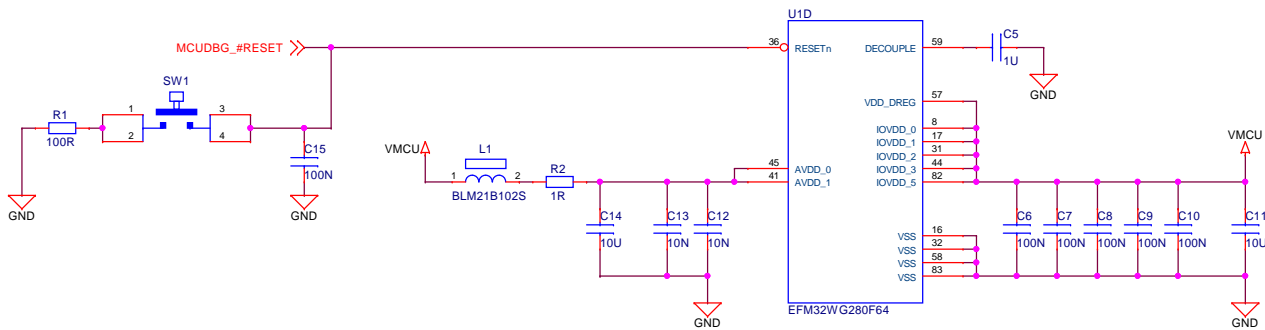 U1D
MCUDBG_#RESET
36
RESETn
DECOUPLE
59
C5
1U
GND
SW1
R1
100R
1
2
3
4
C15
100N
GND
GND
VMCU
L1
1
2
BLM21B102S
R2
1R
45
AVDD_0
41
AVDD_1
C14
10U
C13
10N
C12
10N
GND
VDD_DREG
57
IOVDD_0
8
IOVDD_1
17
IOVDD_2
31
IOVDD_3
44
IOVDD_5
82
VMCU
C6
100N
C7
100N
C8
100N
C9
100N
C10
100N
C11
10U
VSS
16
VSS
32
VSS
58
VSS
83
GND
EFM32WG280F64